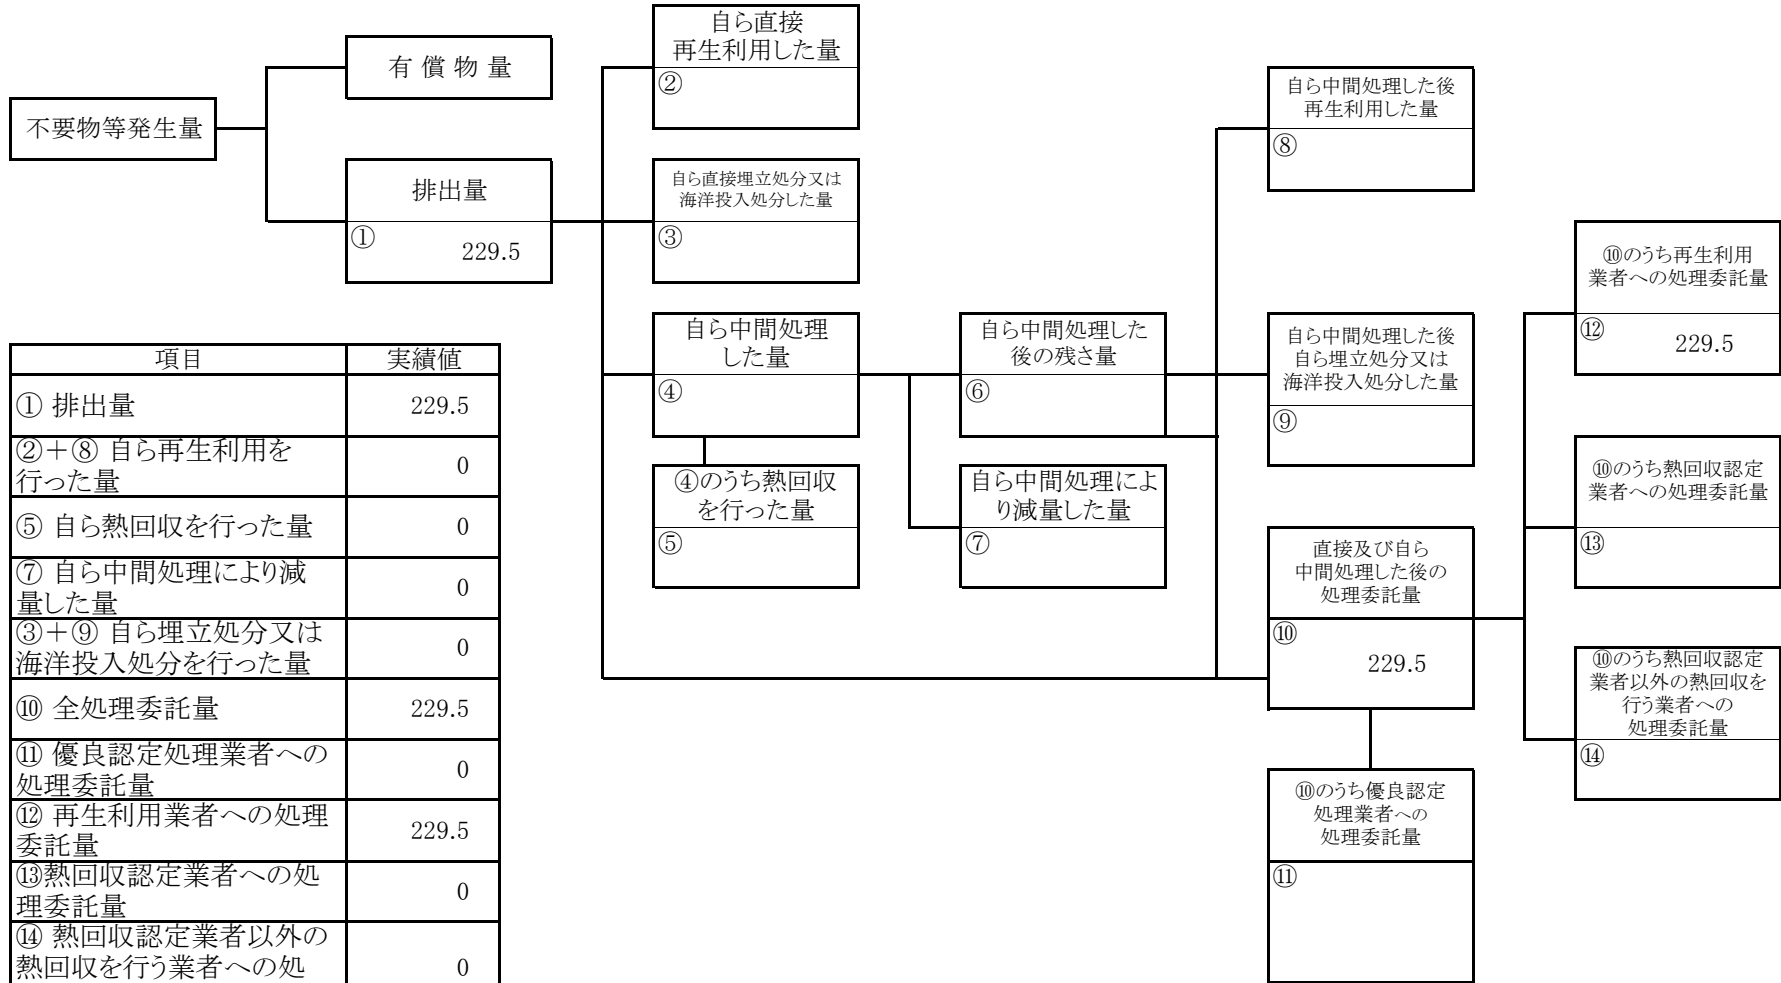 不要物等発生量
有 償 物 量
排出量
①
229.5
自ら直接
再生利用した量
②
自ら直接埋立処分又は
海洋投入処分した量
③
自ら中間処理
した量
④
④のうち熱回収
を行った量
⑤
自ら中間処理した
後の残さ量
⑥
自ら中間処理によ
り減量した量
⑦
自ら中間処理した後
再生利用した量
⑧
自ら中間処理した後
自ら埋立処分又は
海洋投入処分した量
⑨
直接及び自ら
中間処理した後の
処理委託量
⑩
229.5
⑩のうち優良認定
処理業者への
処理委託量
⑪
⑩のうち再生利用
業者への処理委託量
⑫
229.5
⑩のうち熱回収認定
業者への処理委託量
⑬
⑩のうち熱回収認定
業者以外の熱回収を
行う業者への
処理委託量
⑭
項目 実績値
① 排出量 229.5
②＋⑧ 自ら再生利用を
行った量 0
⑤ 自ら熱回収を行った量 0
⑦ 自ら中間処理により減
量した量 0
③＋⑨ 自ら埋立処分又は
海洋投入処分を行った量 0
⑩ 全処理委託量 229.5
⑪ 優良認定処理業者への
処理委託量 0
⑫ 再生利用業者への処理
委託量 229.5
⑬熱回収認定業者への処
理委託量 0
⑭ 熱回収認定業者以外の
熱回収を行う業者への処 0